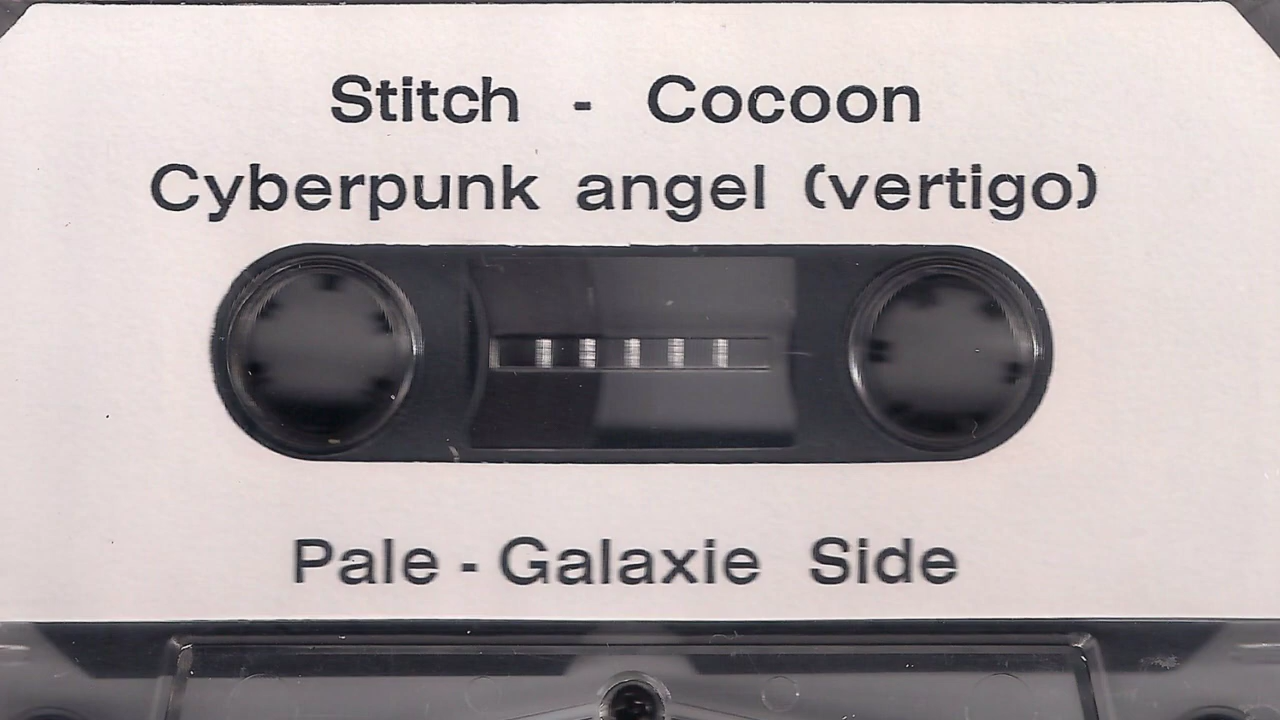 Stitch - Cocoon
Cyberpunk angel (vertigo)
Pale - Galaxie Side